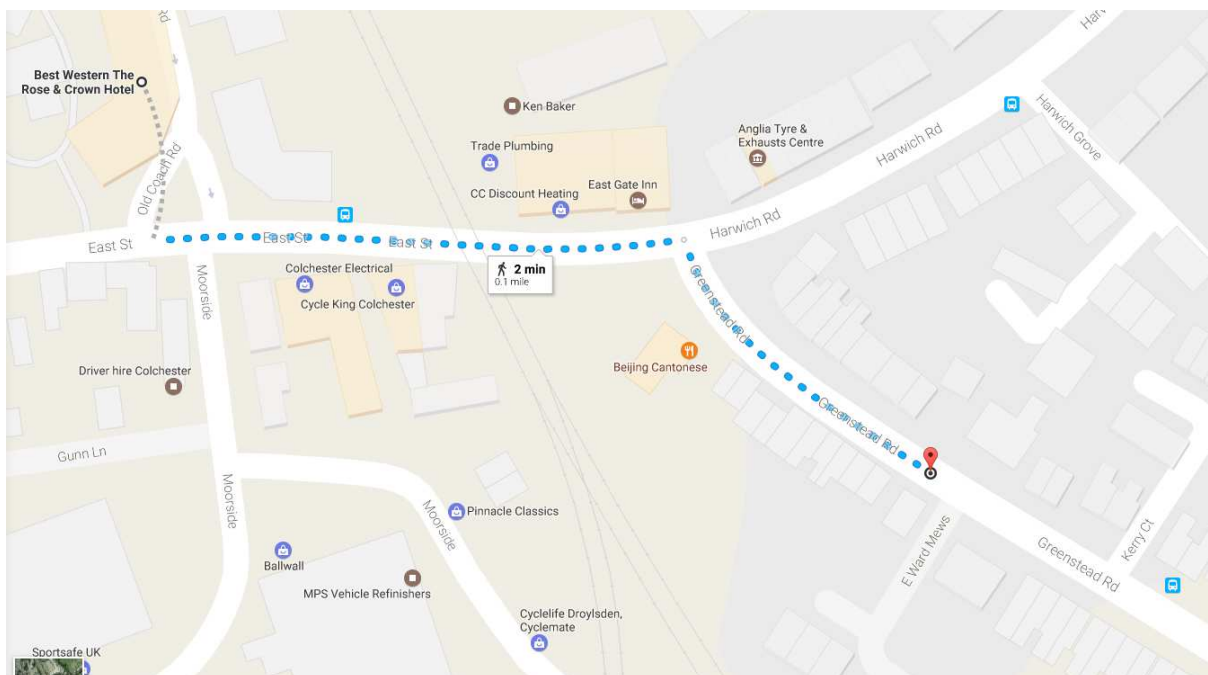 Rd
Best Western The
Rose & Crown Hotel
Old Coach Rd
East St
East St
East St
Ken Baker
Trade Plumbing
CC Discount Heating
East Gate Inn
Anglia Tyre &
Exhausts Centre
Harwich Rd
Harwich Rd
Harwich Grove
2 min
0.1 mile
Colchester Electrical
Cycle King Colchester
Moorside
Greenstead Rd
Beijing Cantonese
Driver hire Colchester
Greenstead Rd
Gunn Ln
Moorside
Moorside
Pinnacle Classics
E Ward Mews
Greenstead Rd
Kerry Ct
Ballwall
MPS Vehicle Refinishers
Cyclelife Droylsden,
Cyclemate
Sportsafe UK